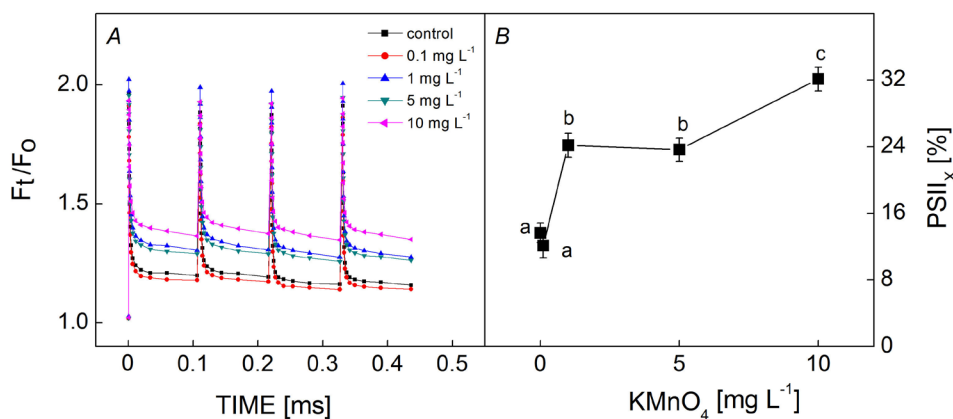 A
control
0.1 mg L⁻¹
1 mg L⁻¹
5 mg L⁻¹
10 mg L⁻¹
2.0
1.5
1.0
Ft/Fo
0
0.1
0.2
0.3
0.4
0.5
TIME [ms]
B
a
a
b
b
c
32
24
16
8
0
PSIIₓ [%]
0
5
10
KMnO₄ [mg L⁻¹]